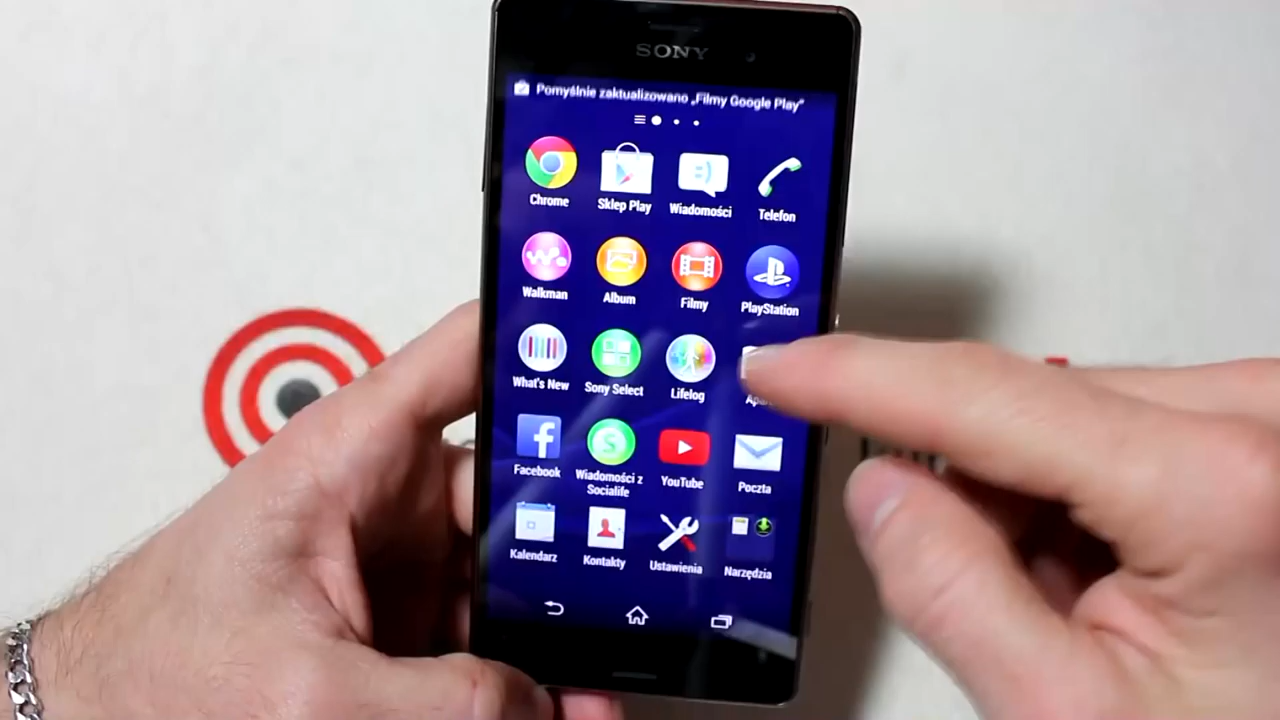 SONY
Pomyślnie zaktualizowano „Filmy Google Play”
Chrome
Sklep Play
Wiadomości
Telefon
Walkman
Album
Filmy
PlayStation
What's New
Sony Select
Lifelog
Facebook
Wiadomości z
Socialife
YouTube
Poczta
Kalendarz
Kontakty
Ustawienia
Narzędzia